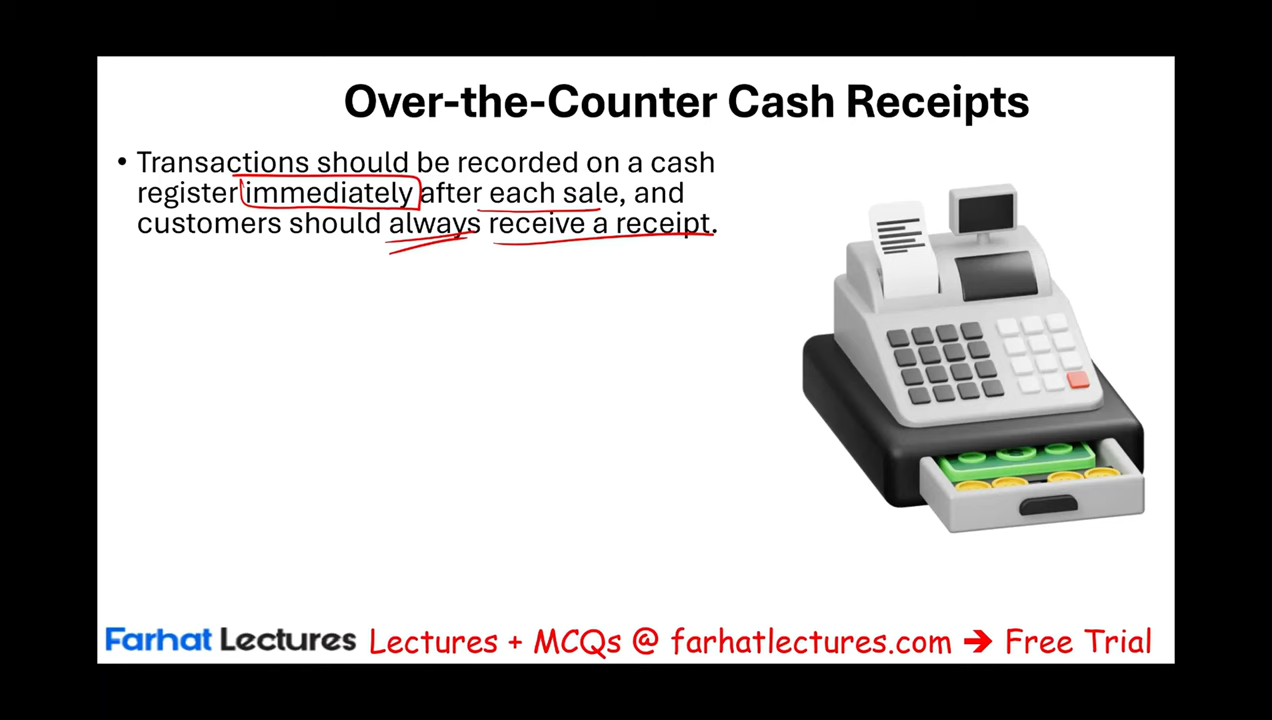 Over-the-Counter Cash Receipts
• Transactions should be recorded on a cash
register immediately after each sale, and
customers should always receive a receipt.
Farhat Lectures Lectures + MCQs @ farhatlectures.com ➔ Free Trial